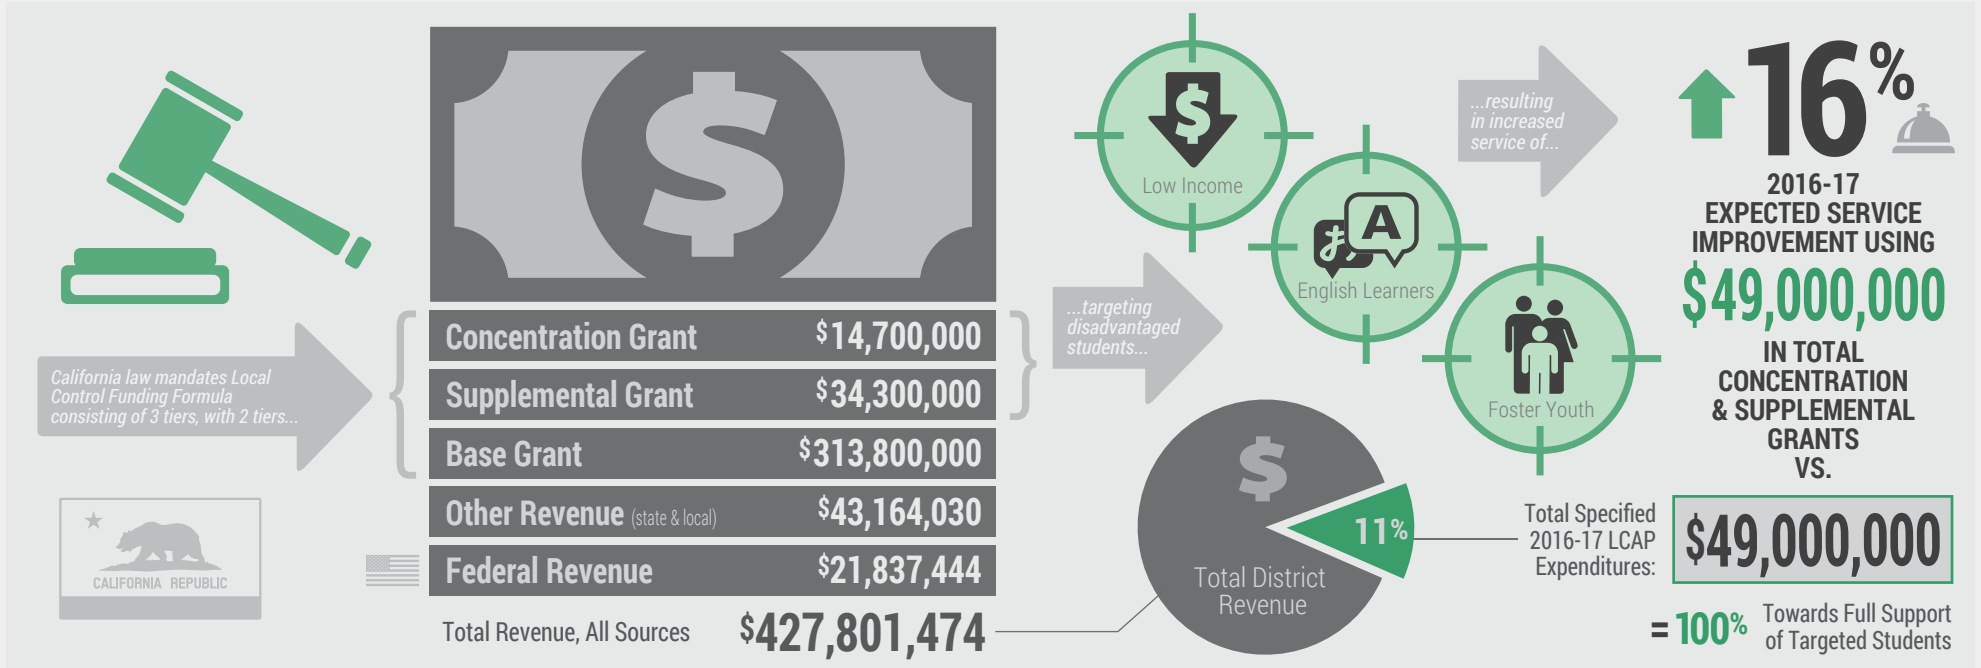 California law mandates Local
Control Funding Formula
consisting of 3 tiers, with 2 tiers...
CALIFORNIA REPUBLIC
$
Concentration Grant $14,700,000
Supplemental Grant $34,300,000
Base Grant $313,800,000
Other Revenue (state & local) $43,164,030
Federal Revenue $21,837,444
Total Revenue, All Sources $427,801,474
...targeting
disadvantaged
students...
$
Low Income
あ A
English Learners
Foster Youth
$
11%
Total District
Revenue
...resulting
in increased
service of...
16%
2016-17
EXPECTED SERVICE
IMPROVEMENT USING
$49,000,000
IN TOTAL
CONCENTRATION
& SUPPLEMENTAL
GRANTS
VS.
Total Specified
2016-17 LCAP
Expenditures:
$49,000,000
= 100% Towards Full Support
of Targeted Students